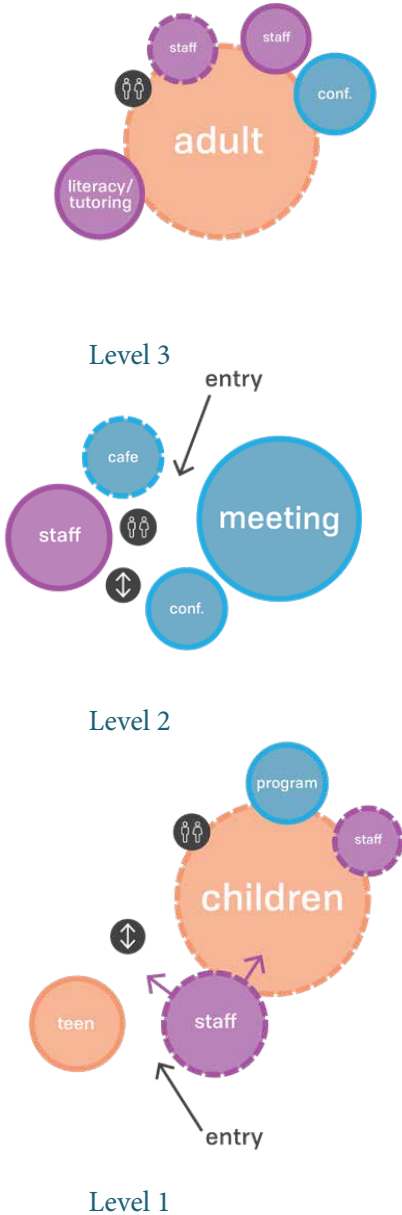 staff
staff
conf.
adult
literacy/
tutoring
Level 3
entry
cafe
meeting
staff
conf.
Level 2
program
staff
children
teen
staff
entry
Level 1